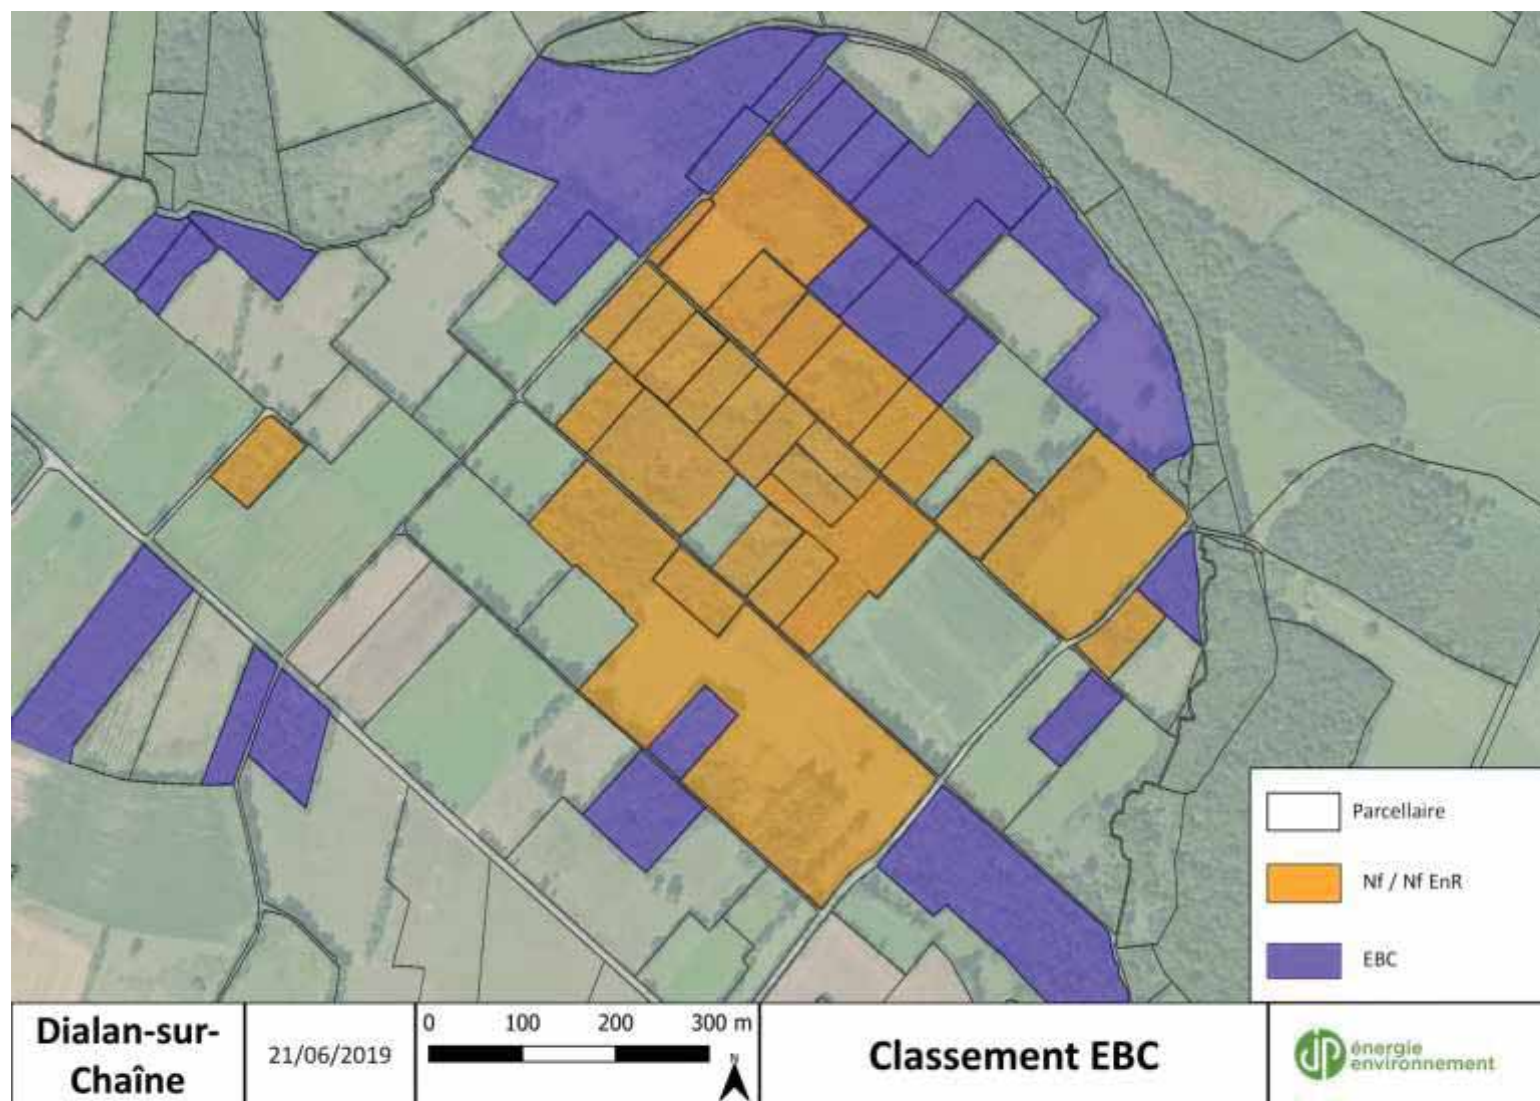 Parcellaire
Nf / Nf EnR
EBC
Dialan-sur-
Chaîne
21/06/2019
0 100 200 300 m
N
Classement EBC
JP énergie
environnement